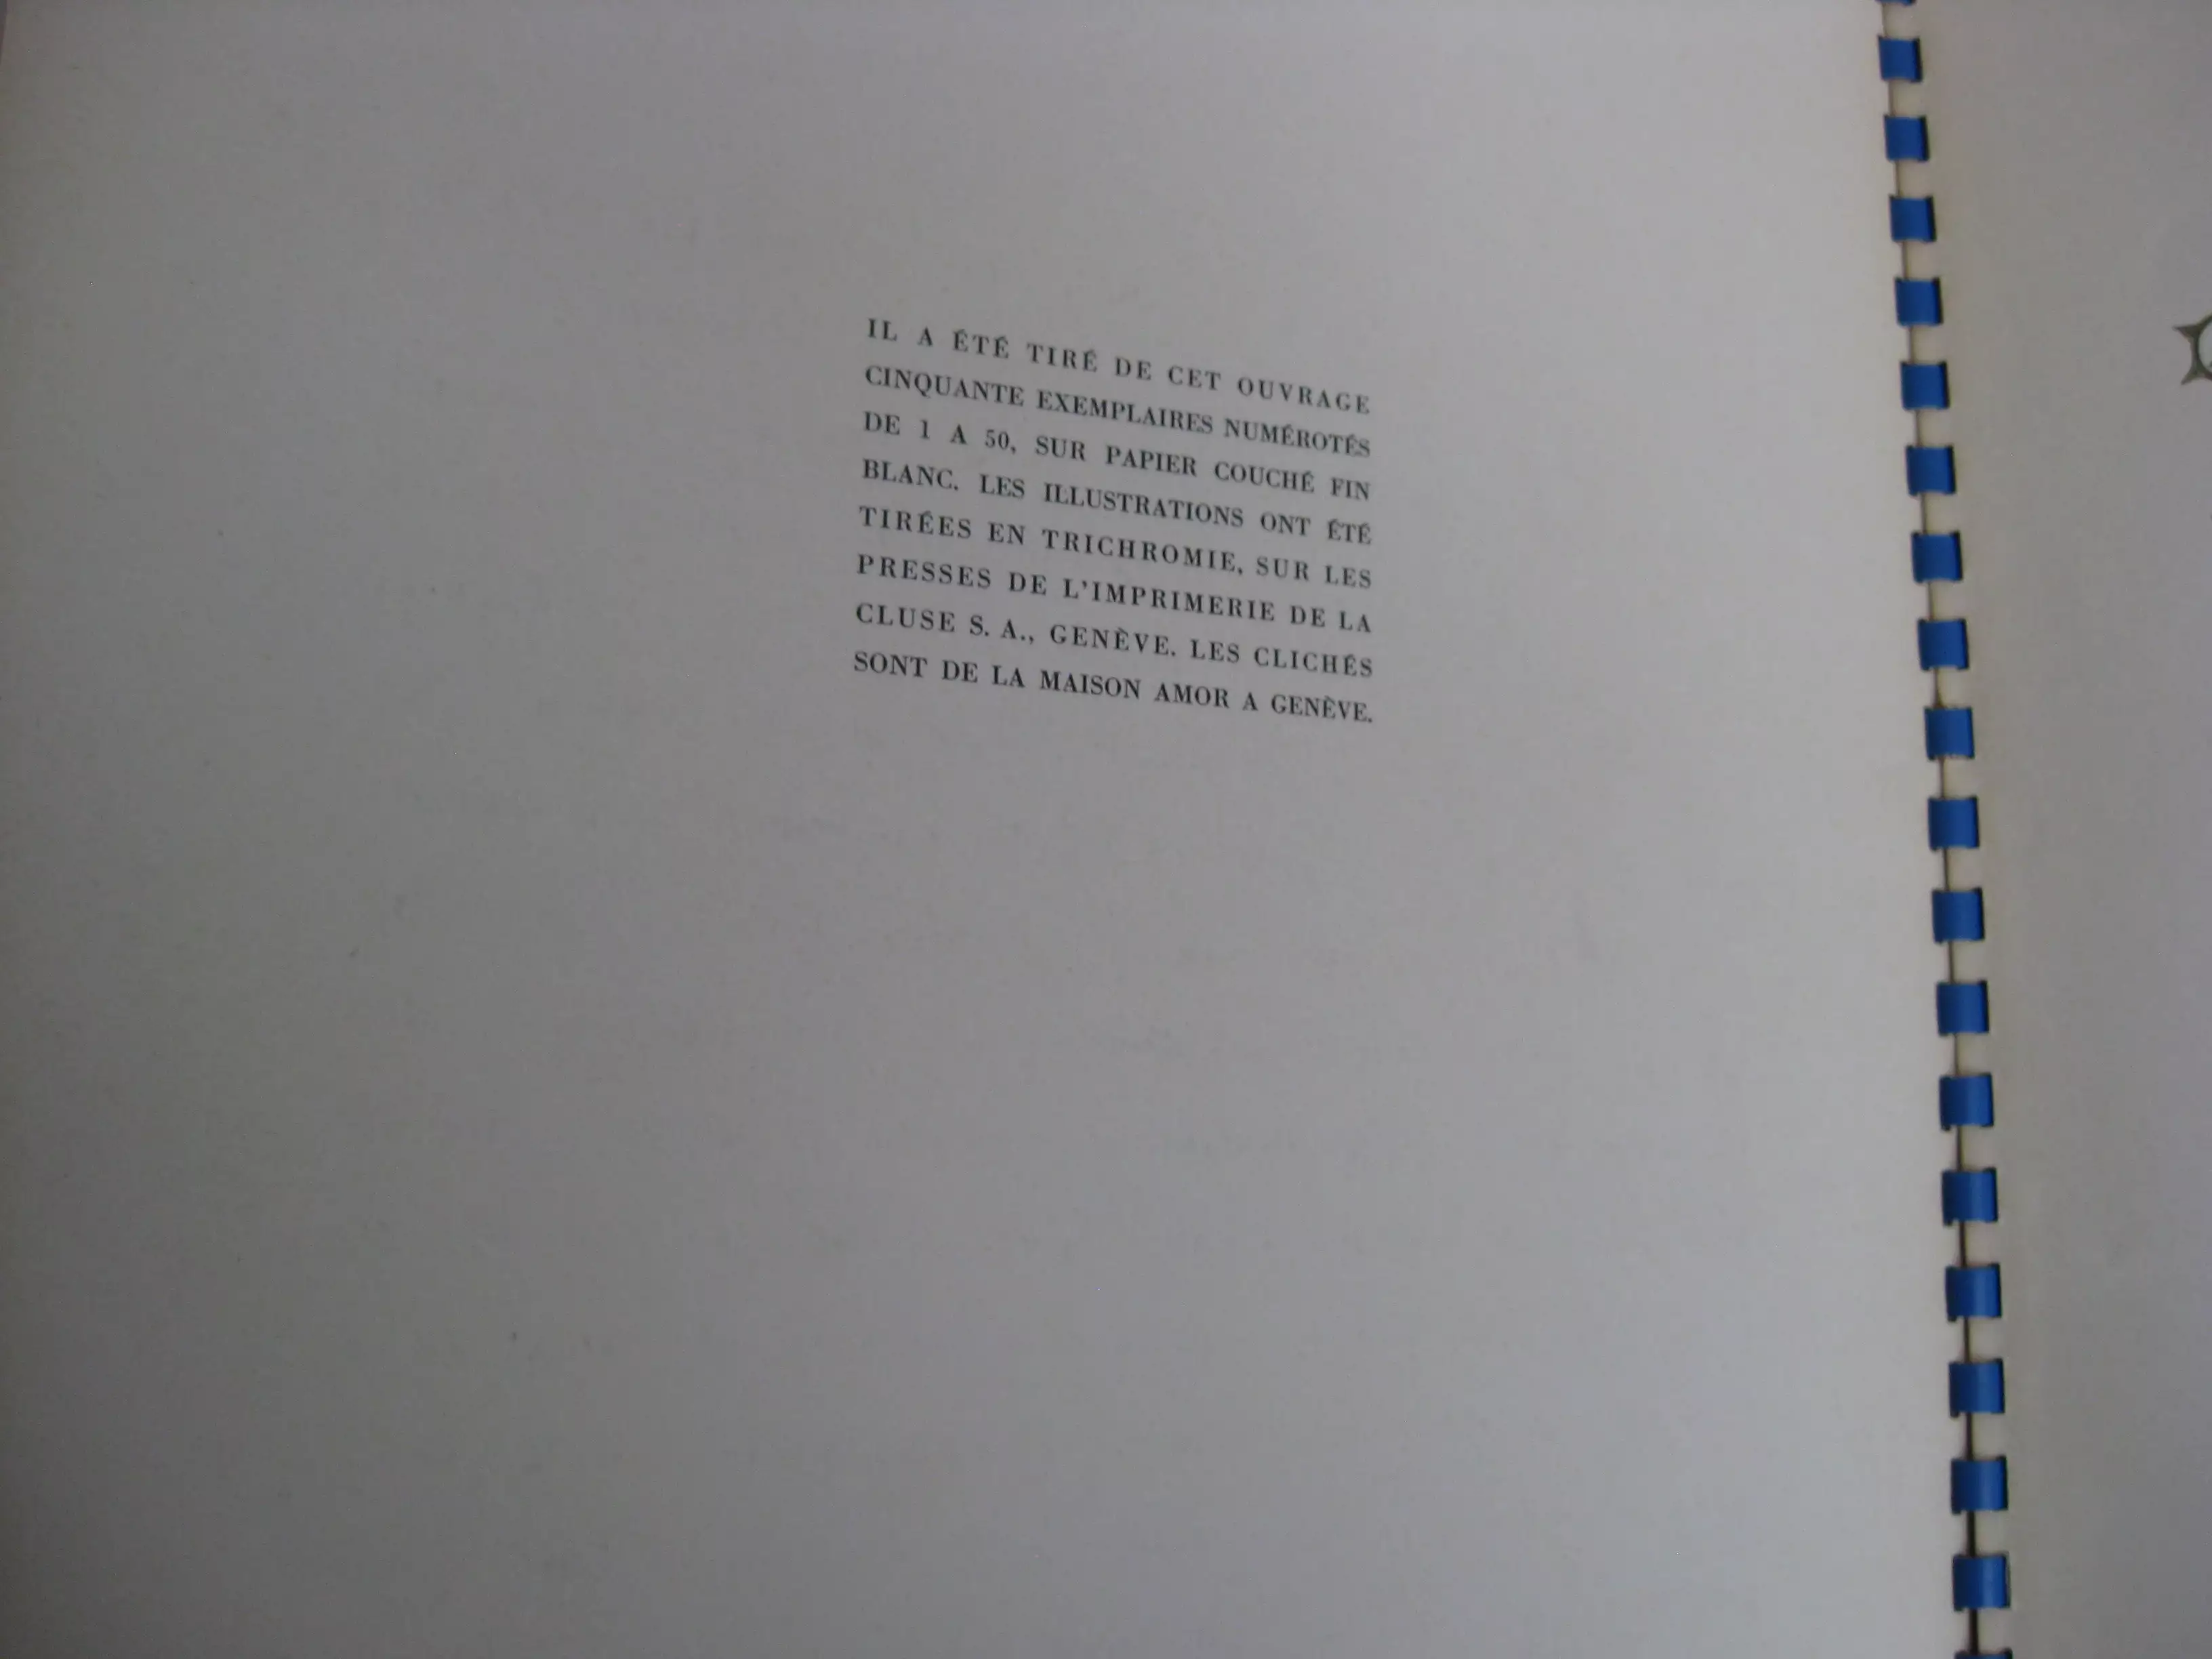 IL A ÉTÉ TIRÉ DE CET OUVRAGE
CINQUANTE EXEMPLAIRES NUMÉROTÉS
DE 1 A 50, SUR PAPIER COUCHÉ FIN
BLANC. LES ILLUSTRATIONS ONT ÉTÉ
TIRÉES EN TRICHROMIE, SUR LES
PRESSES DE L'IMPRIMERIE DE LA
CLUSE S. A., GENÈVE. LES CLICHÉS
SONT DE LA MAISON AMOR A GENÈVE.